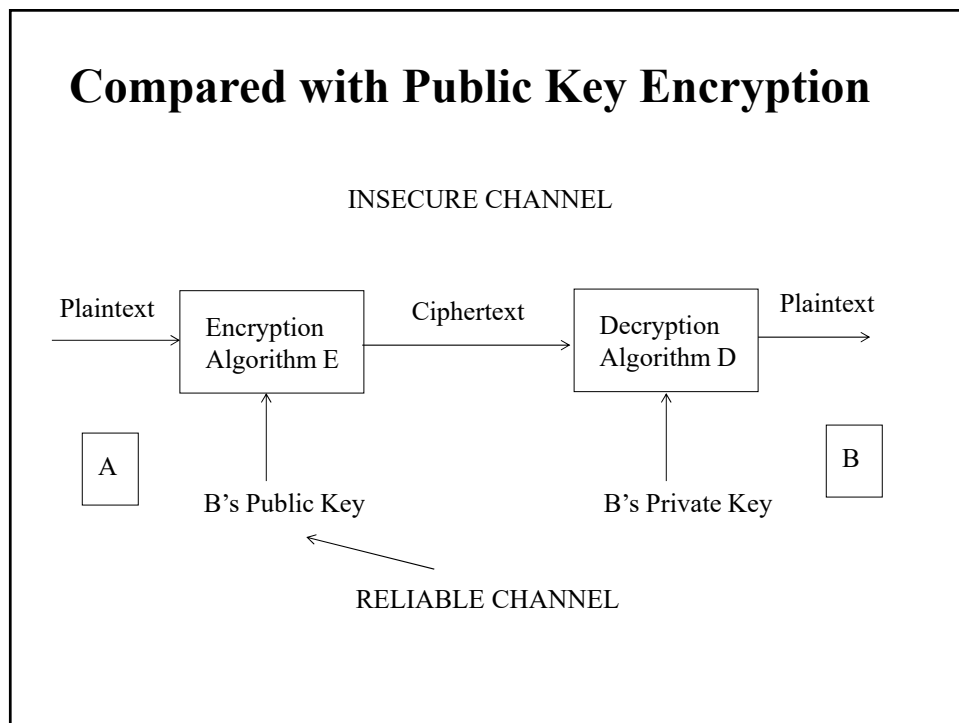 Compared with Public Key Encryption
INSECURE CHANNEL
Plaintext
Encryption
Algorithm E
Ciphertext
Decryption
Algorithm D
Plaintext
A
B
B’s Public Key
B’s Private Key
RELIABLE CHANNEL